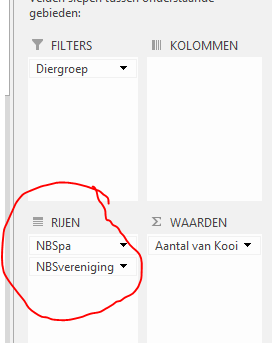 Velden slepen tussen onderstaande
gebieden:
FILTERS
KOLOMMEN
Diergroep
RIJEN
WAARDEN
NBSpa
Aantal van Kooi
NBSvereniging